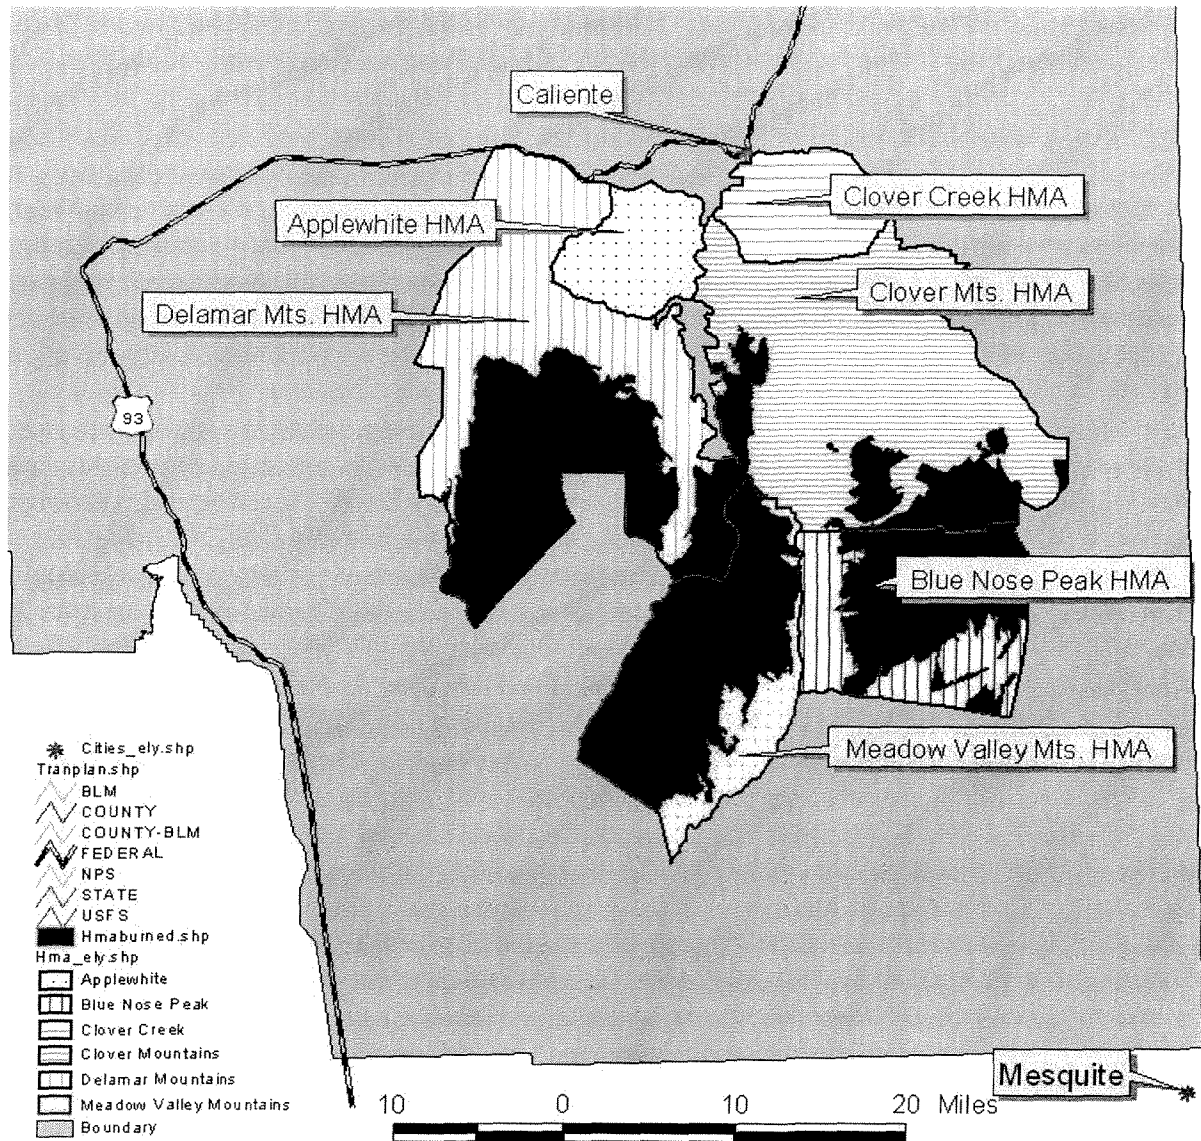 Caliente
Clover Creek HMA
Applewhite HMA
Clover Mts. HMA
Delamar Mts. HMA
93
Blue Nose Peak HMA
Meadow Valley Mts. HMA
Cities_ely.shp
Tranplan.shp
BLM
COUNTY
COUNTY-BLM
FEDERAL
NPS
STATE
USFS
Hmaburned.shp
Hma_ely.shp
Applewhite
Blue Nose Peak
Clover Creek
Clover Mountains
Delamar Mountains
Meadow Valley Mountains
Boundary
Mesquite
10 0 10 20 Miles